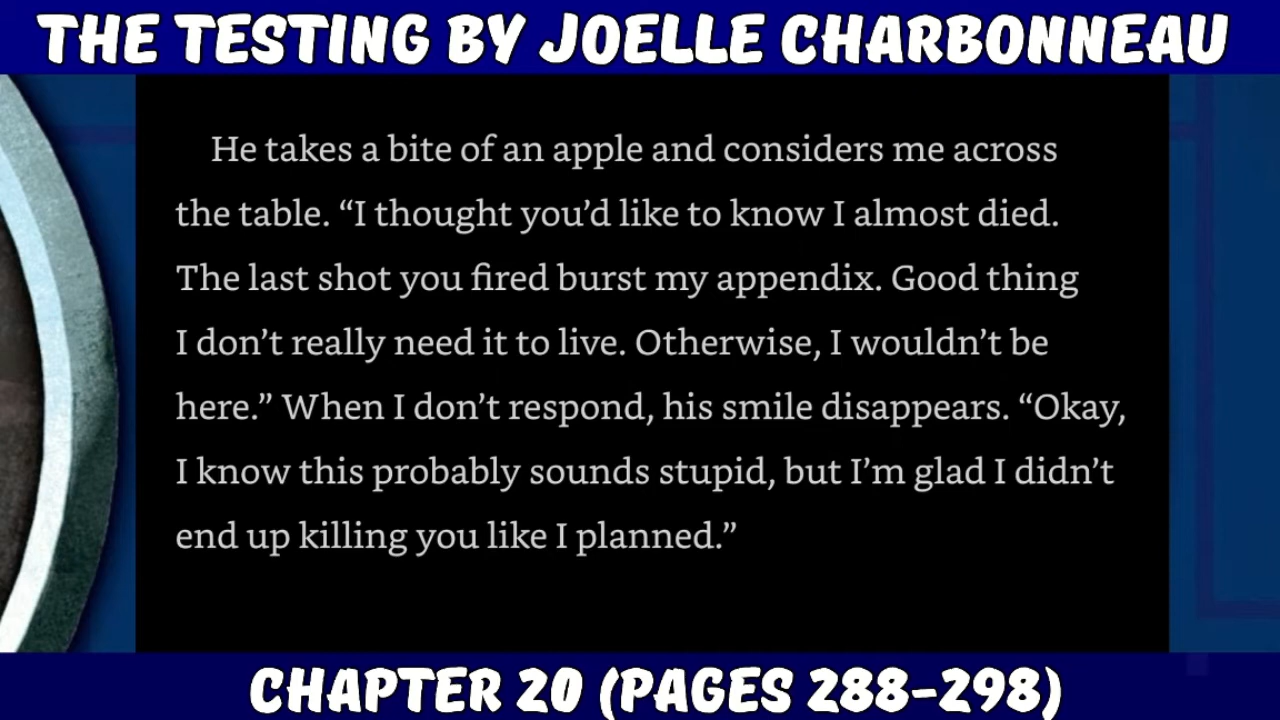 THE TESTING BY JOELLE CHARBONNEAU
He takes a bite of an apple and considers me across
the table. “I thought you’d like to know I almost died.
The last shot you fired burst my appendix. Good thing
I don’t really need it to live. Otherwise, I wouldn’t be
here.” When I don’t respond, his smile disappears. “Okay,
I know this probably sounds stupid, but I’m glad I didn’t
end up killing you like I planned.”
CHAPTER 20 (PAGES 288-298)